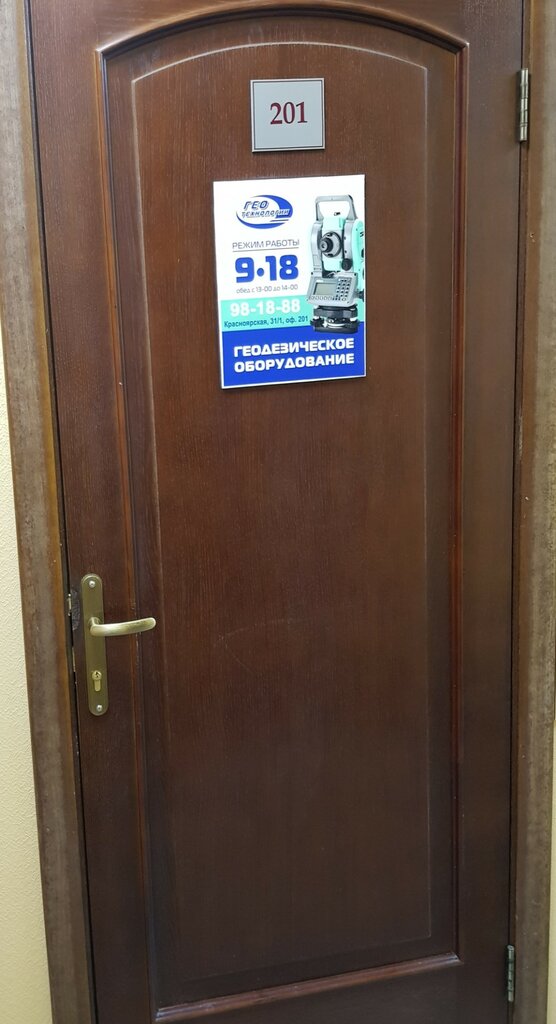 201
ГЕО
ТЕХНОЛОГИИ
РЕЖИМ РАБОТЫ
9•18
обед с 13-00 до 14-00
98-18-88
Красноярская, 31/1, оф. 201
ГЕОДЕЗИЧЕСКОЕ
ОБОРУДОВАНИЕ